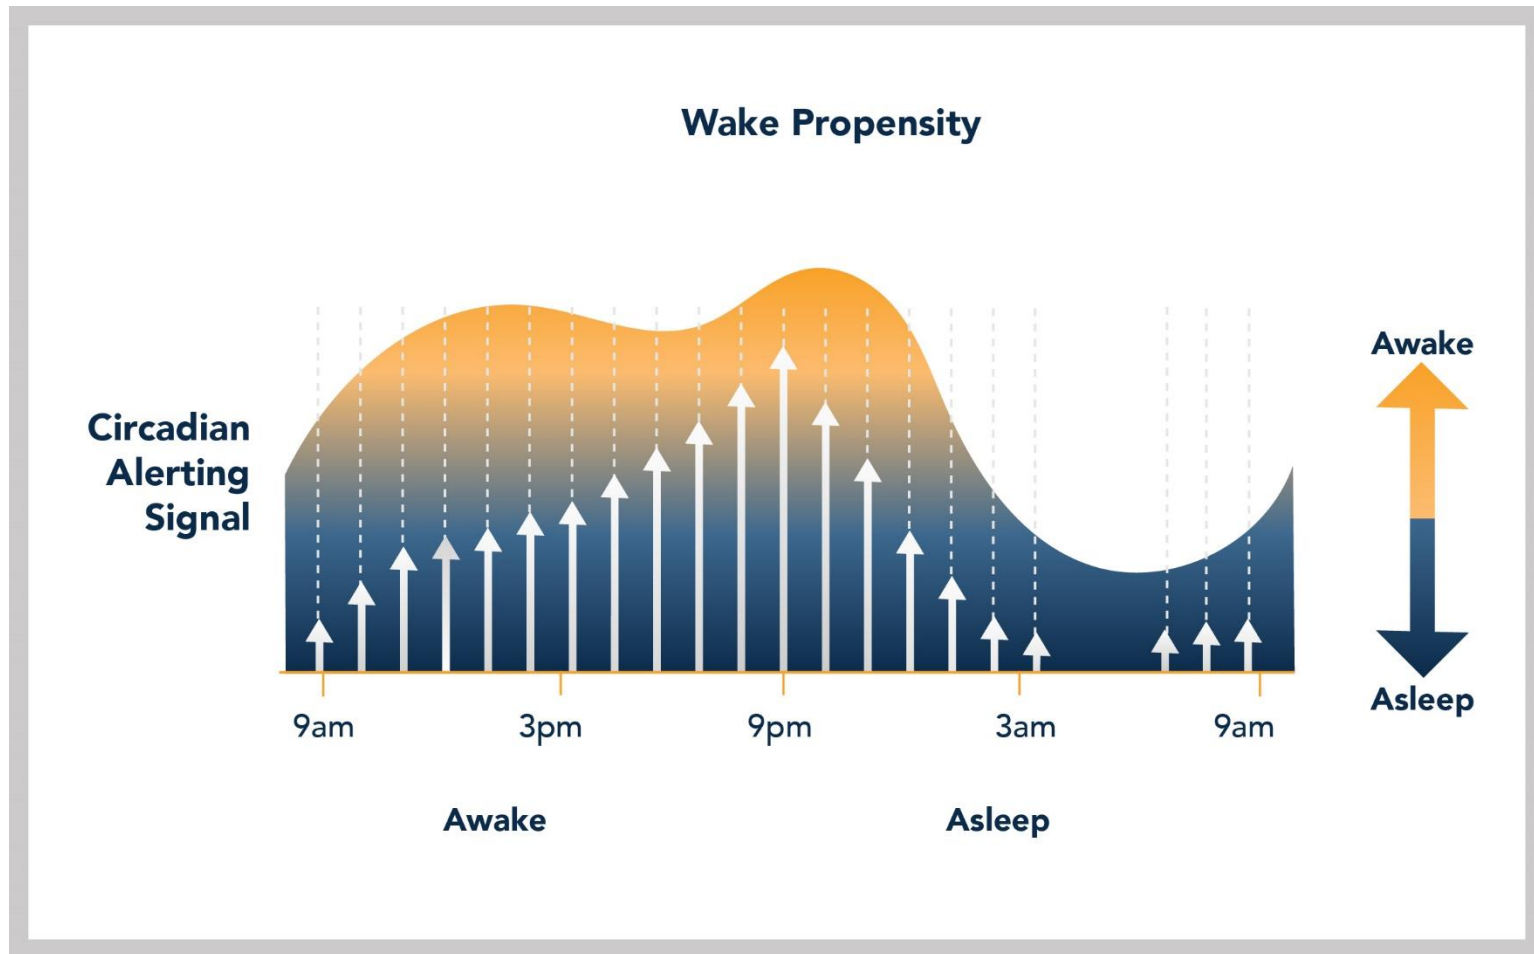 Wake Propensity
Circadian
Alerting
Signal
Awake
Asleep
9am
3pm
9pm
3am
9am
Awake
Asleep